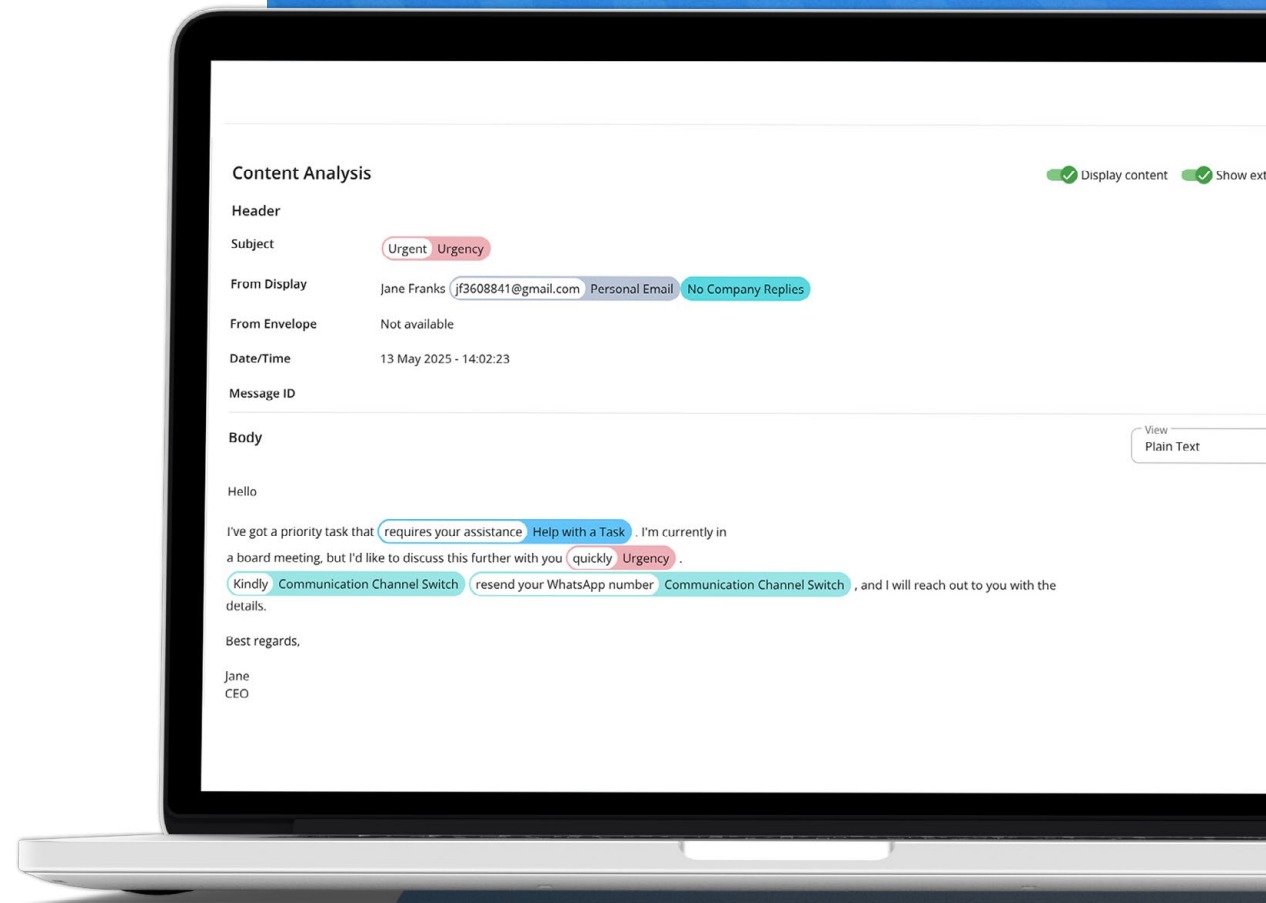 Content Analysis
Display content Show ext
Header
Subject Urgent Urgency
From Display Jane Franks jf3608841@gmail.com Personal Email No Company Replies
From Envelope Not available
Date/Time 13 May 2025 - 14:02:23
Message ID
Body
View
Plain Text
Hello
I've got a priority task that requires your assistance Help with a Task . I'm currently in
a board meeting, but I'd like to discuss this further with you quickly Urgency .
Kindly Communication Channel Switch resend your WhatsApp number Communication Channel Switch , and I will reach out to you with the
details.
Best regards,
Jane
CEO